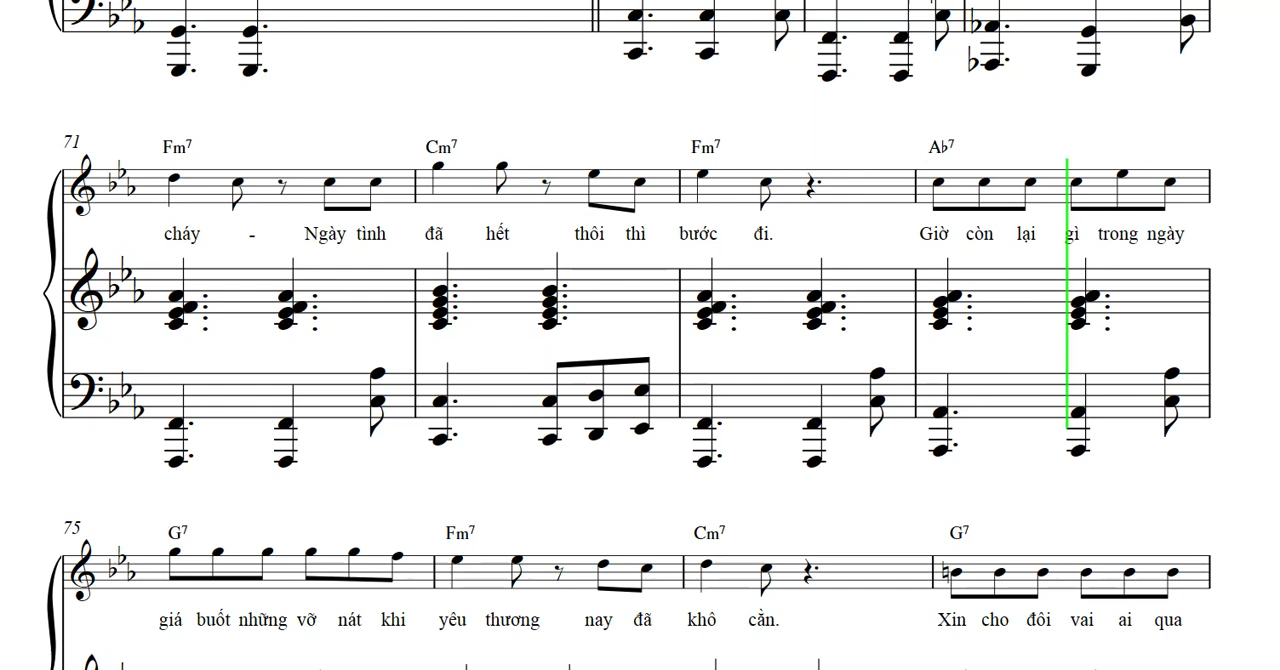 71
Fm7 Cm7 Fm7 Ab7
cháy - Ngày tình đã hết thôi thì bước đi. Giờ còn lại gì trong ngày
75
G7 Fm7 Cm7 G7
giá buốt những vỡ nát khi yêu thương nay đã khô cằn. Xin cho đôi vai ai qua